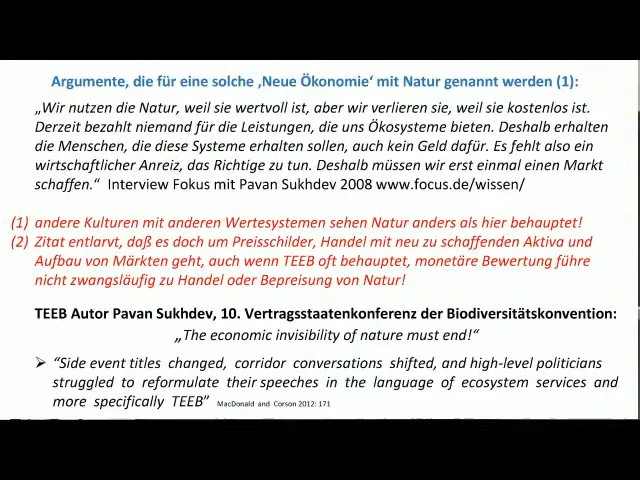 Argumente, die für eine solche ‚Neue Ökonomie‘ mit Natur genannt werden (1):
„Wir nutzen die Natur, weil sie wertvoll ist, aber wir verlieren sie, weil sie kostenlos ist.
Derzeit bezahlt niemand für die Leistungen, die uns Ökosysteme bieten. Deshalb erhalten
die Menschen, die diese Systeme erhalten sollen, auch kein Geld dafür. Es fehlt also ein
wirtschaftlicher Anreiz, das Richtige zu tun. Deshalb müssen wir erst einmal einen Markt
schaffen.“ Interview Fokus mit Pavan Sukhdev 2008 www.focus.de/wissen/
(1) andere Kulturen mit anderen Wertesystemen sehen Natur anders als hier behauptet!
(2) Zitat entlarvt, daß es doch um Preisschilder, Handel mit neu zu schaffenden Aktiva und
Aufbau von Märkten geht, auch wenn TEEB oft behauptet, monetäre Bewertung führe
nicht zwangsläufig zu Handel oder Bepreisung von Natur!
TEEB Autor Pavan Sukhdev, 10. Vertragsstaatenkonferenz der Biodiversitätskonvention:
„The economic invisibility of nature must end!“
➢ “Side event titles changed, corridor conversations shifted, and high-level politicians
struggled to reformulate their speeches in the language of ecosystem services and
more specifically TEEB” MacDonald and Corson 2012: 171